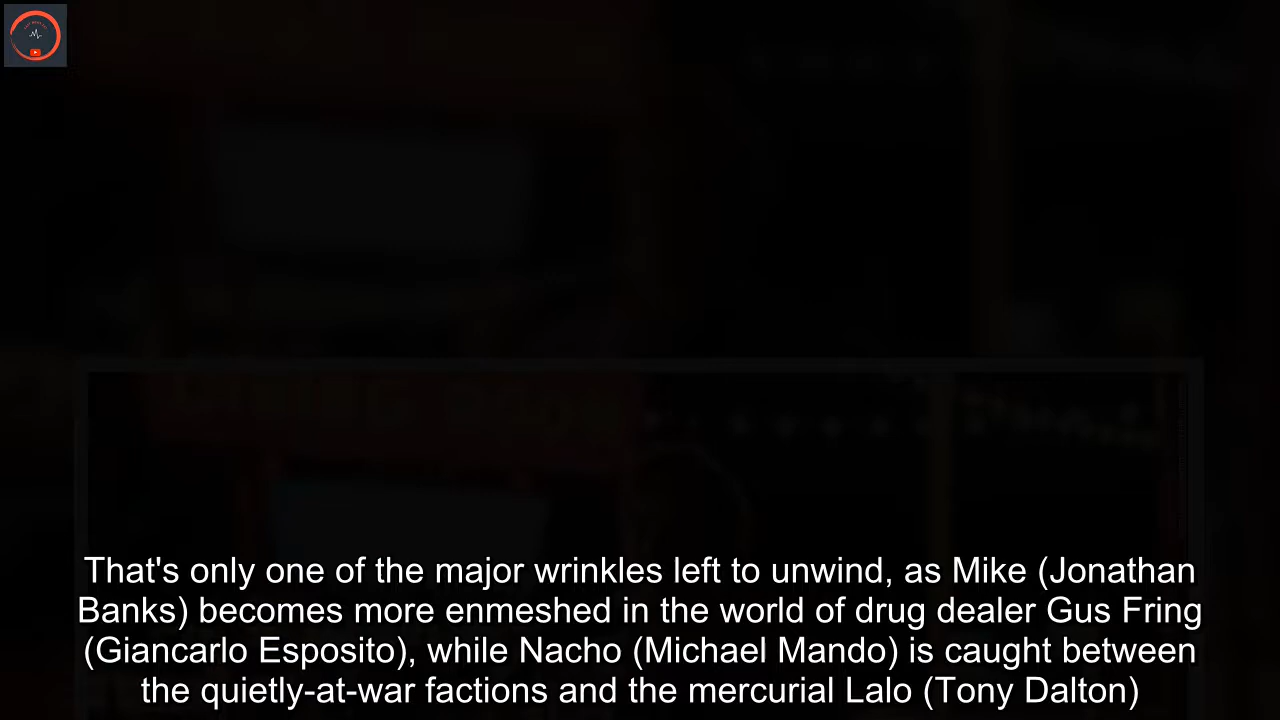 That's only one of the major wrinkles left to unwind, as Mike (Jonathan
Banks) becomes more enmeshed in the world of drug dealer Gus Fring
(Giancarlo Esposito), while Nacho (Michael Mando) is caught between
the quietly-at-war factions and the mercurial Lalo (Tony Dalton)